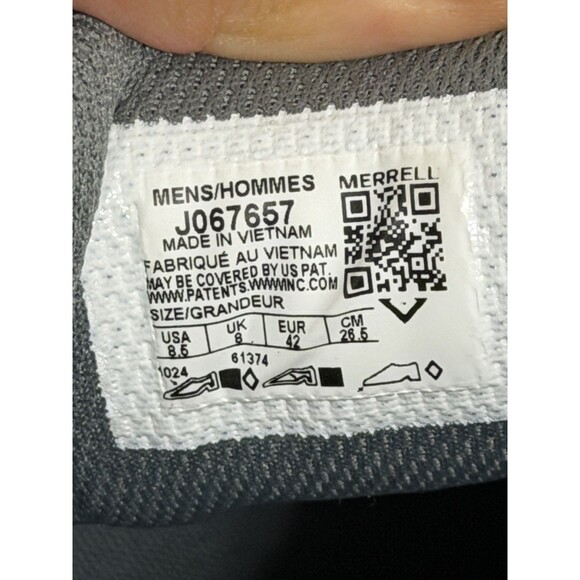 MENS/HOMMES MERRELL
J067657
MADE IN VIETNAM
FABRIQUÉ AU VIETNAM
MAY BE COVERED BY US PAT.
WWW.PATENTS.WWWINC.COM
SIZE/GRANDEUR
USA UK EUR CM
8.5 8 42 26.5
1024 61374